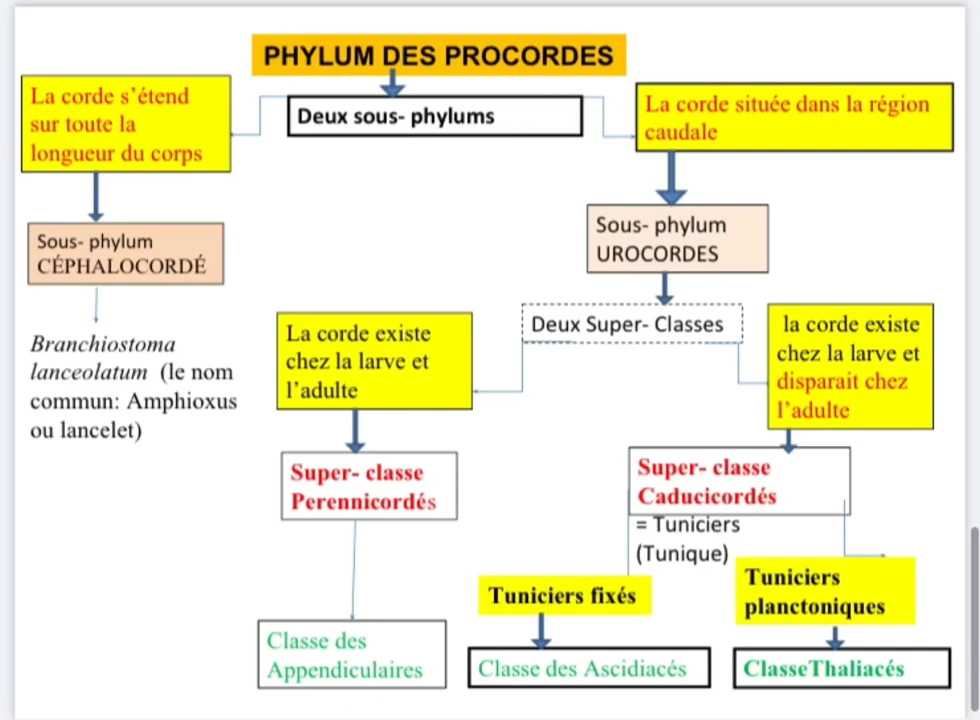 PHYLUM DES PROCORDES
La corde s’étend
sur toute la
longueur du corps
Deux sous- phylums
La corde située dans la région
caudale
Sous- phylum
CÉPHALOCORDÉ
Sous- phylum
UROCORDES
Branchiostoma
lanceolatum (le nom
commun: Amphioxus
ou lancelet)
La corde existe
chez la larve et
l’adulte
Deux Super- Classes
la corde existe
chez la larve et
disparait chez
l’adulte
Super- classe
Perennicordés
Super- classe
Caducicordés
= Tuniciers
(Tunique)
Tuniciers fixés
Tuniciers
planctoniques
Classe des
Appendiculaires
Classe des Ascidiacés
ClasseThaliacés